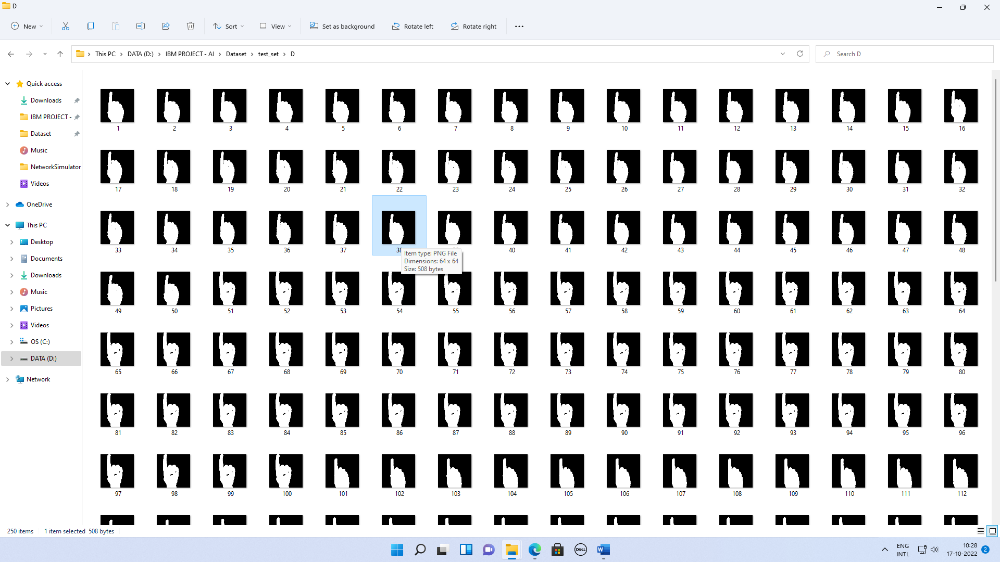 D
New
Sort
View
Set as background
Rotate left
Rotate right
This PC
DATA (D:)
IBM PROJECT - AI
Dataset
test_set
D
Search D
Quick access
Downloads
IBM PROJECT -
Dataset
Music
NetworkSimulator
Videos
OneDrive
This PC
Desktop
Documents
Downloads
Music
Pictures
Videos
OS (C:)
DATA (D:)
Network
1 2 3 4 5 6 7 8 9 10 11 12 13 14 15 16
17 18 19 20 21 22 23 24 25 26 27 28 29 30 31 32
33 34 35 36 37 38 40 41 42 43 44 45 46 47 48
Item type: PNG File
Dimensions: 64 x 64
Size: 508 bytes
49 50 51 52 53 54 55 56 57 58 59 60 61 62 63 64
65 66 67 68 69 70 71 72 73 74 75 76 77 78 79 80
81 82 83 84 85 86 87 88 89 90 91 92 93 94 95 96
97 98 99 100 101 102 103 104 105 106 107 108 109 110 111 112
250 items
1 item selected 508 bytes
DELL
W
ENG
INTL
10:28
17-10-2022
2